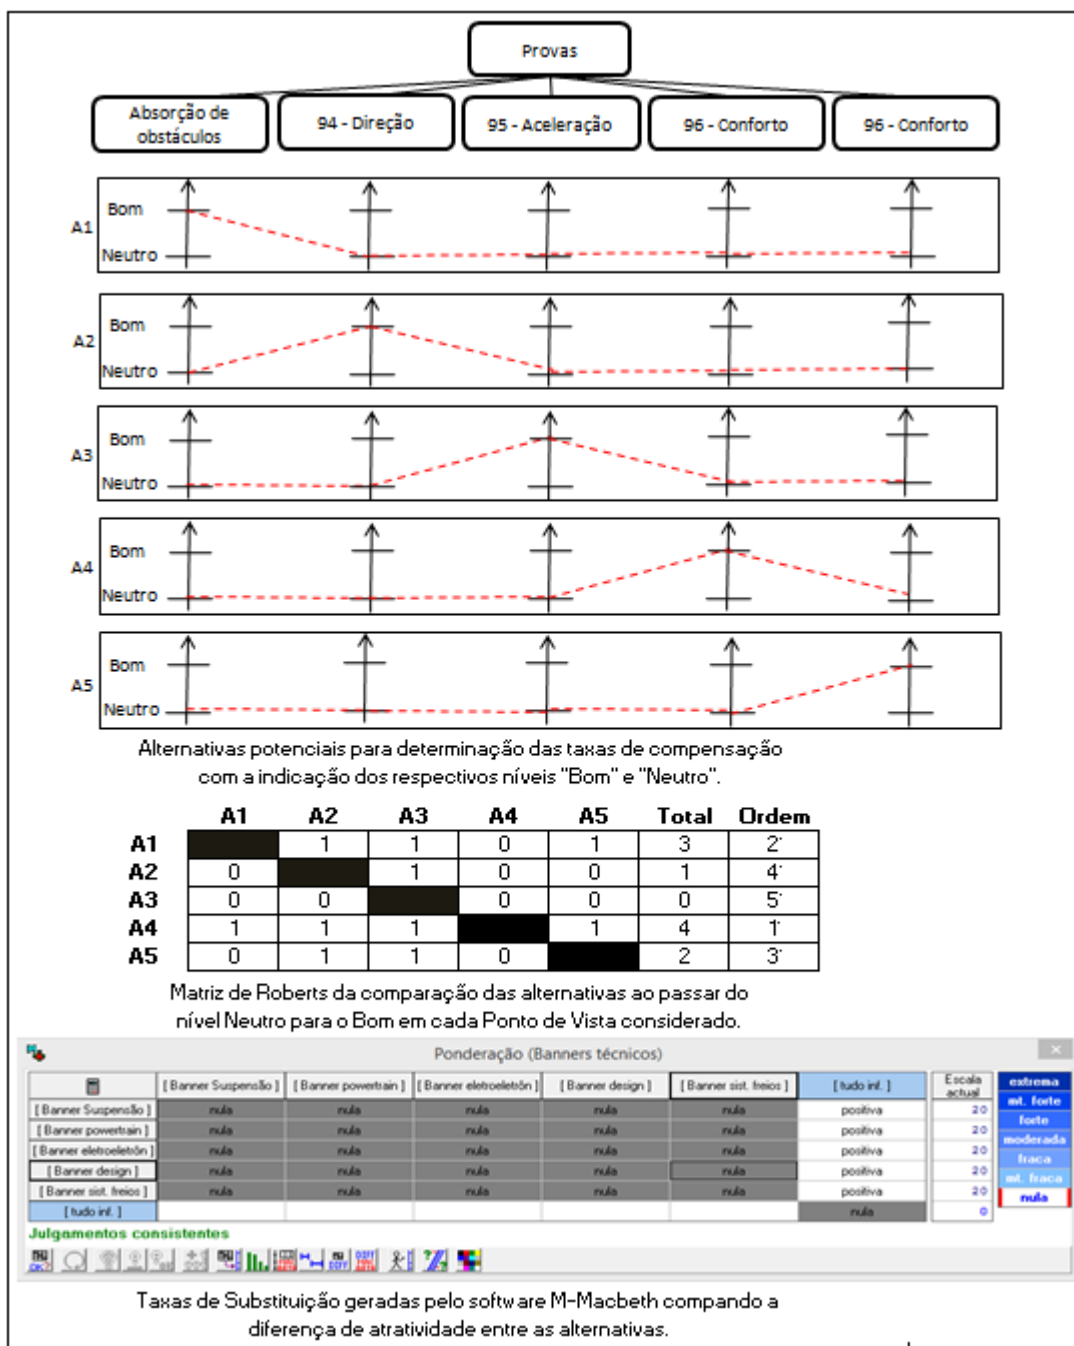 Provas
Absorção de
obstáculos
94 - Direção
95 - Aceleração
96 - Conforto
96 - Conforto
A1
Bom
Neutro
A2
Bom
Neutro
A3
Bom
Neutro
A4
Bom
Neutro
A5
Bom
Neutro
Alternativas potenciais para determinação das taxas de compensação
com a indicação dos respectivos níveis "Bom" e "Neutro".
A1 A2 A3 A4 A5 Total Ordem
A1 1 1 0 1 3 2°
A2 0 1 0 0 1 4°
A3 0 0 0 0 0 5°
A4 1 1 1 1 4 1°
A5 0 1 1 0 2 3°
Matriz de Roberts da comparação das alternativas ao passar do
nível Neutro para o Bom em cada Ponto de Vista considerado.
Ponderação (Banners técnicos)
[ Banner Suspensão ] [ Banner powertrain ] [ Banner eletroeletrôn ] [ Banner design ] [ Banner sist. freios ] [ tudo inf. ] Escala
actual
[ Banner Suspensão ] nula nula nula nula nula positiva 20
[ Banner powertrain ] nula nula nula nula nula positiva 20
[ Banner eletroeletrôn ] nula nula nula nula nula positiva 20
[ Banner design ] nula nula nula nula nula positiva 20
[ Banner sist. freios ] nula nula nula nula nula positiva 20
[ tudo inf. ] nula 0
extrema
mt. forte
forte
moderada
fraca
mt. fraca
nula
Julgamentos consistentes
Taxas de Substituição geradas pelo software M-Macbeth compando a
diferença de atratividade entre as alternativas.